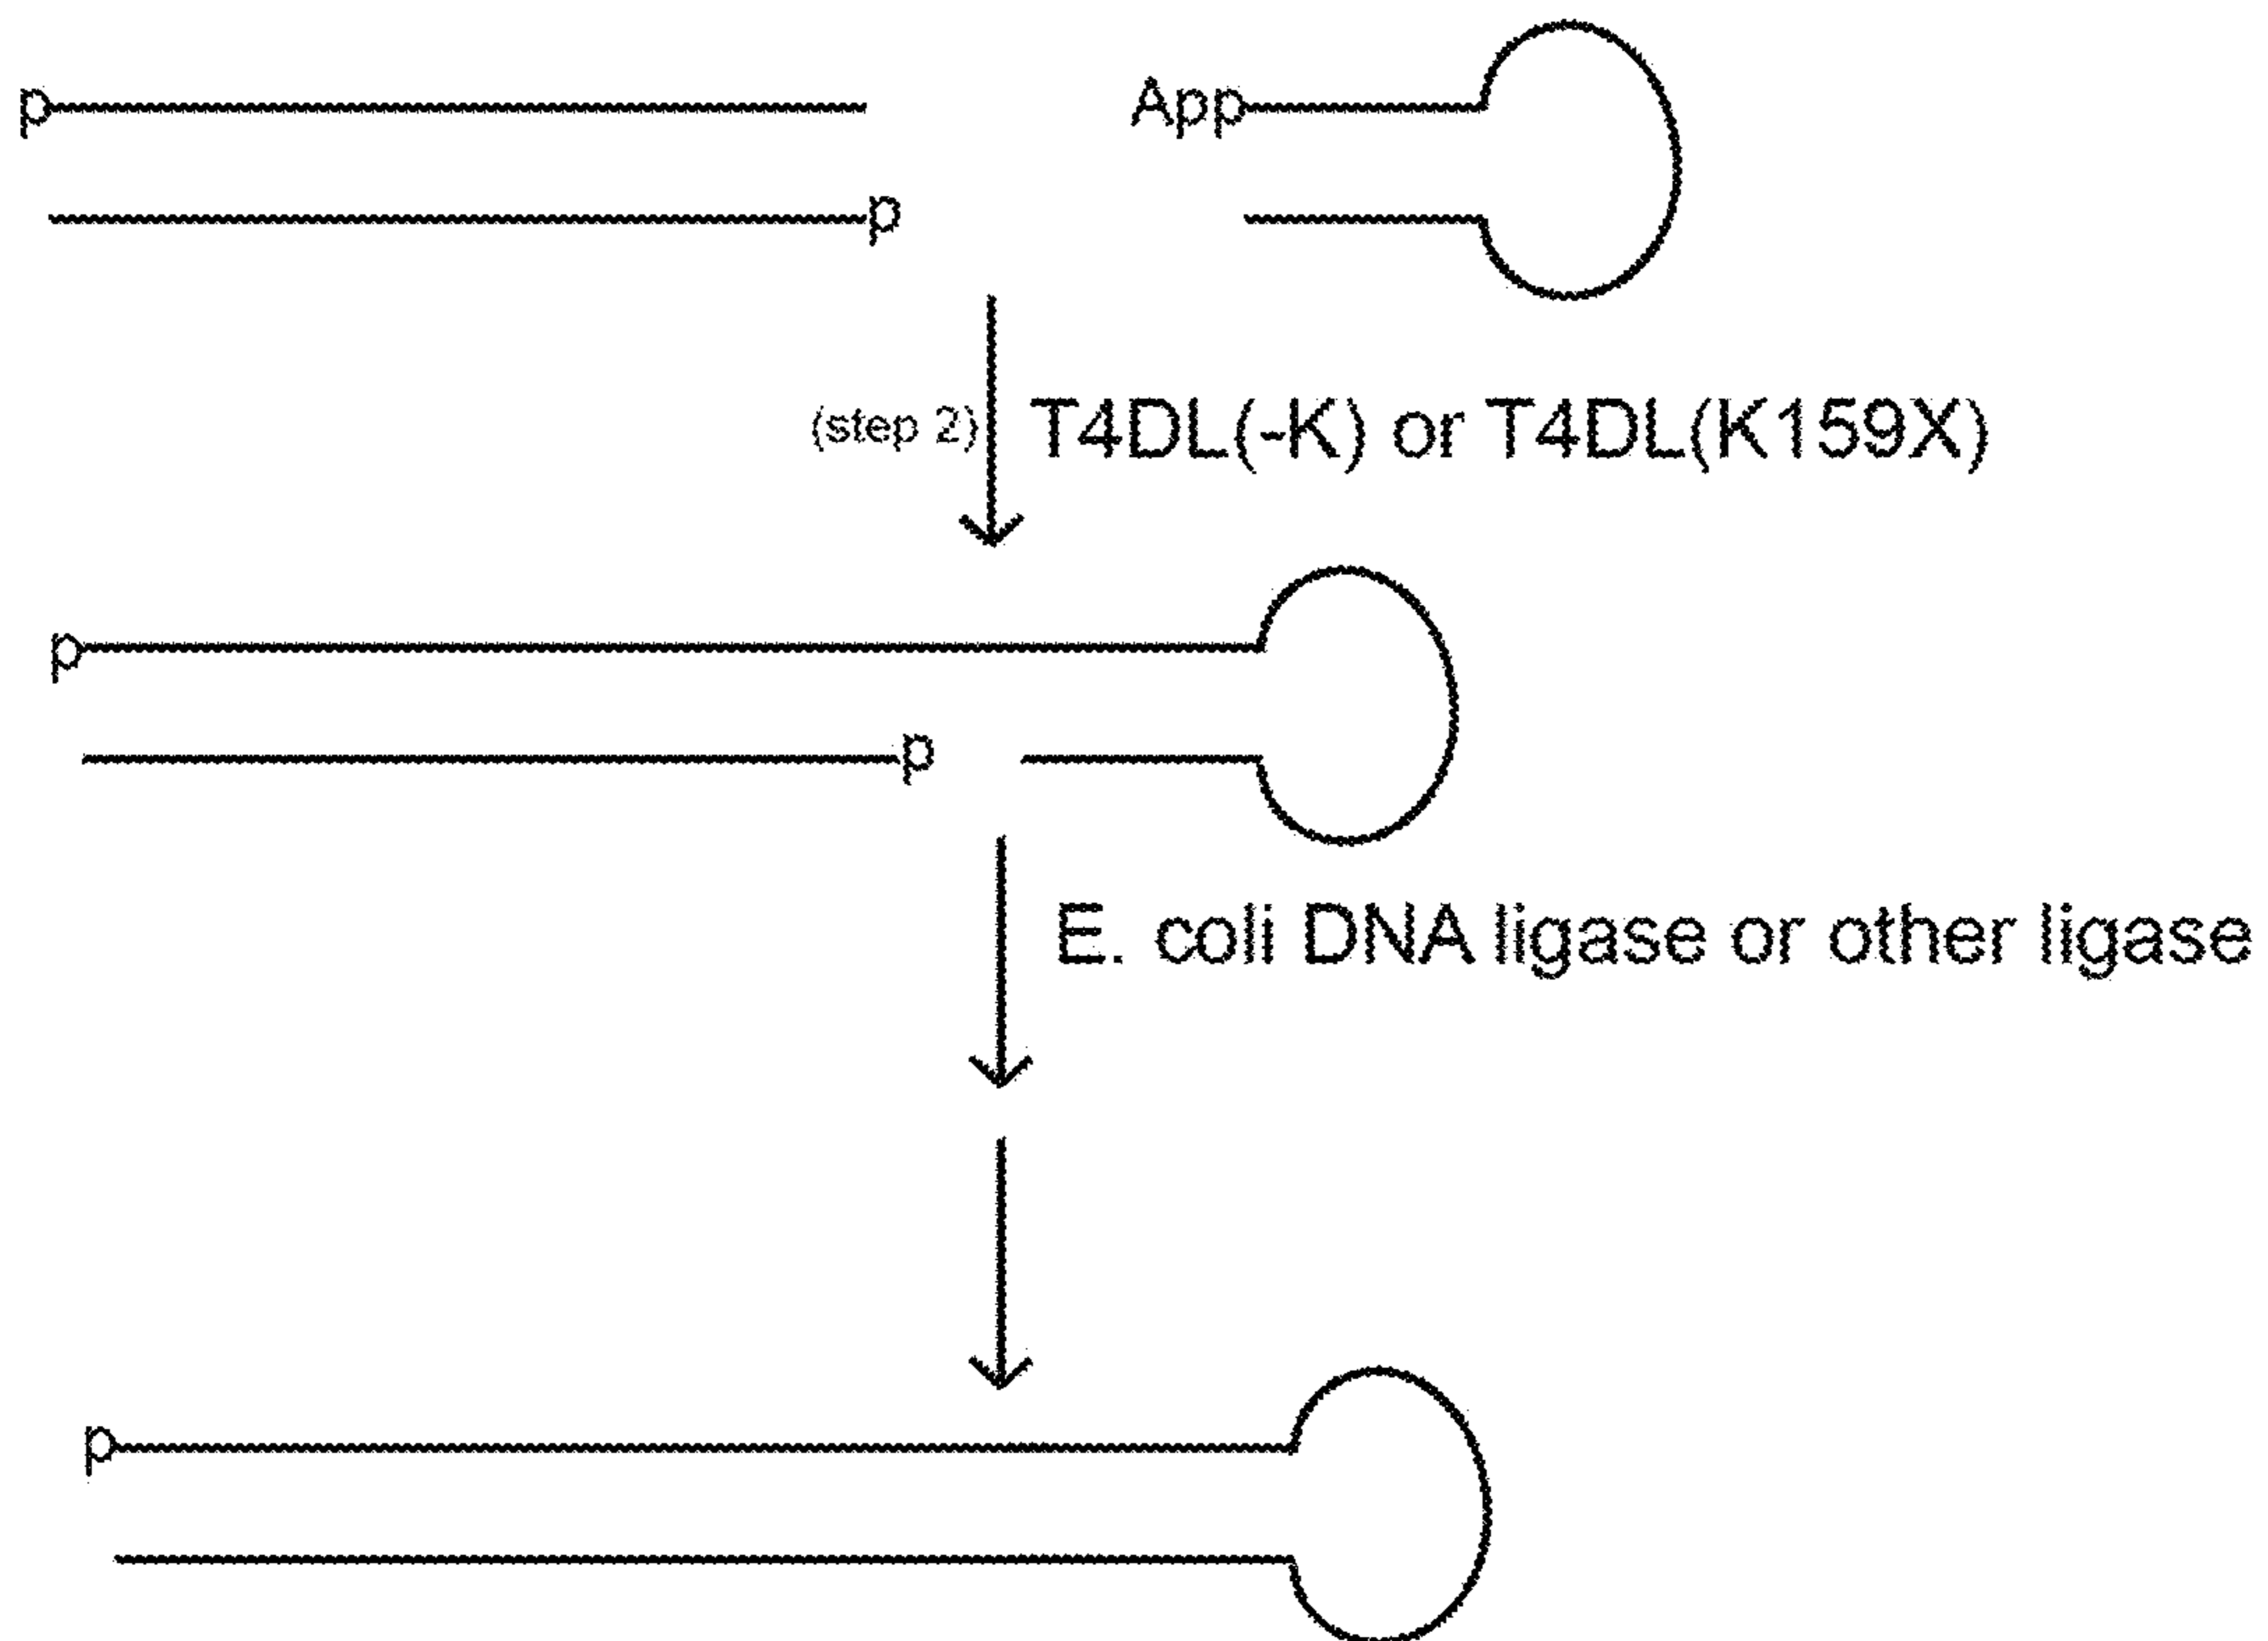 p App
p
(step 2) T4DL(-K) or T4DL(K159X)
p
p
E. coli DNA ligase or other ligase
p